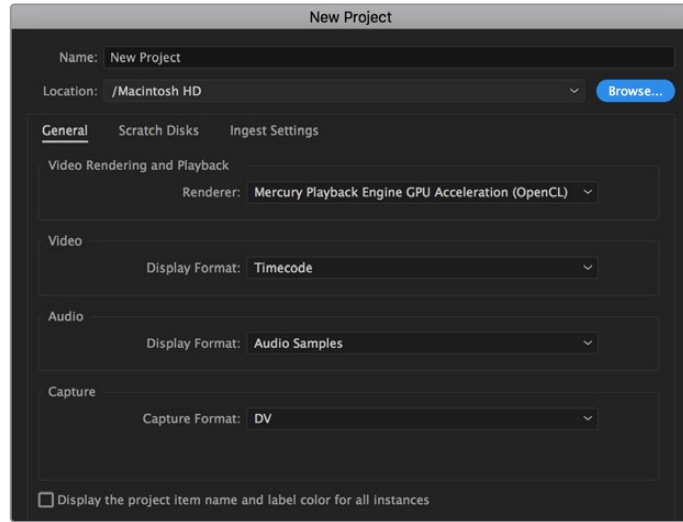 New Project
Name: New Project
Location: /Macintosh HD Browse...
General Scratch Disks Ingest Settings
Video Rendering and Playback
Renderer: Mercury Playback Engine GPU Acceleration (OpenCL)
Video
Display Format: Timecode
Audio
Display Format: Audio Samples
Capture
Capture Format: DV
Display the project item name and label color for all instances